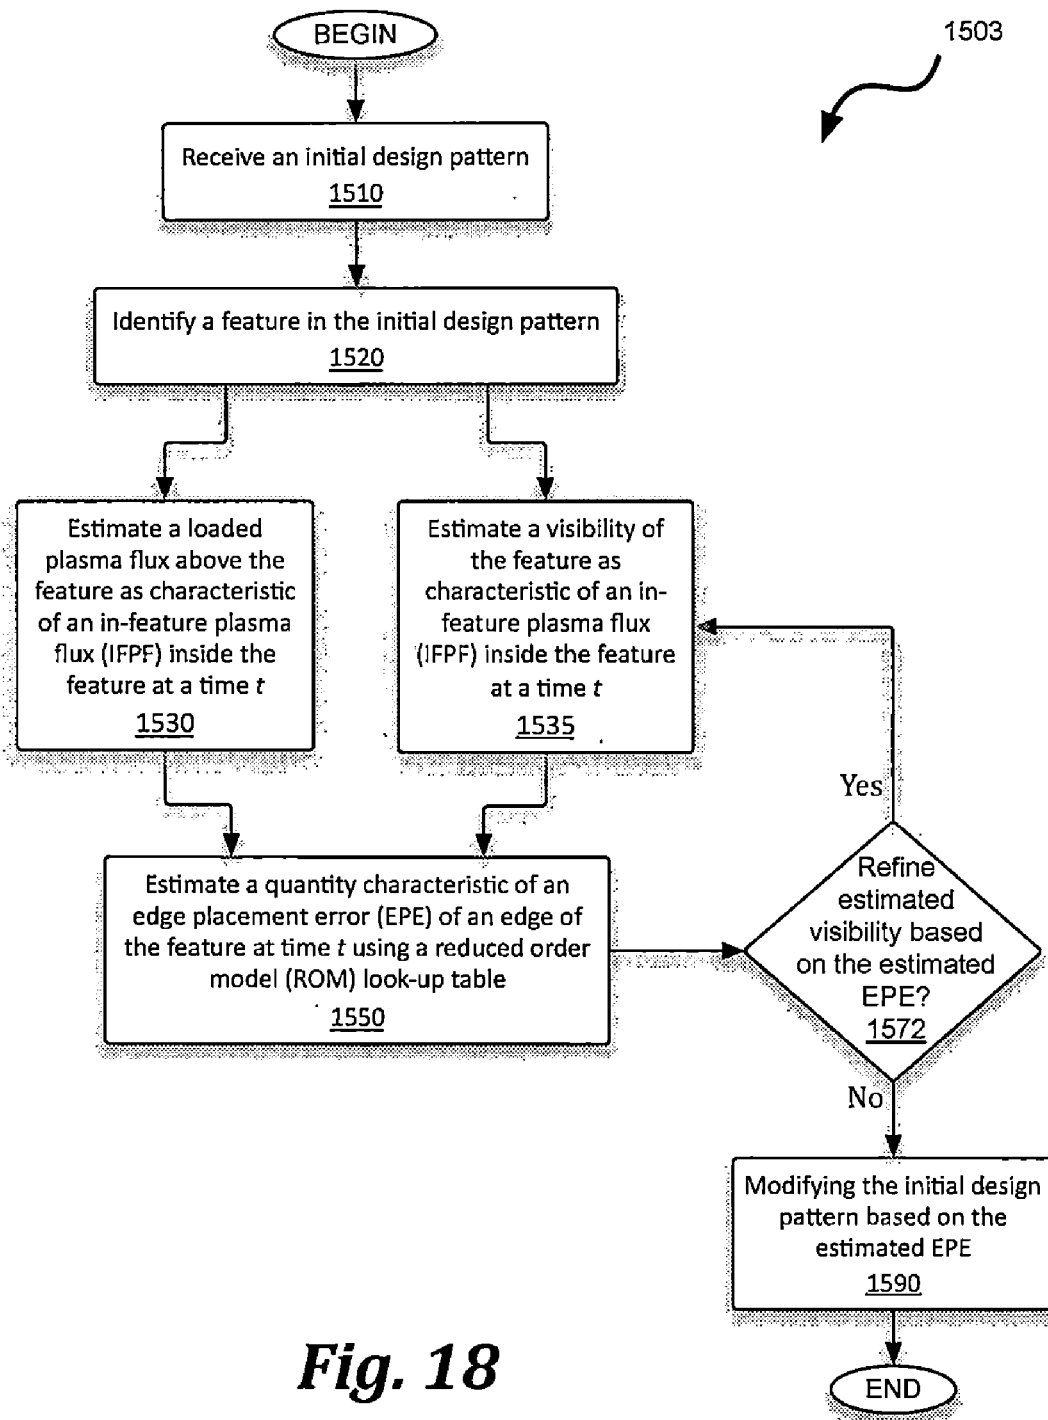 BEGIN
1503
Receive an initial design pattern
1510
Identify a feature in the initial design pattern
1520
Estimate a loaded
plasma flux above the
feature as characteristic
of an in-feature plasma
flux (IFPF) inside the
feature at a time t
1530
Estimate a visibility of
the feature as
characteristic of an in-
feature plasma flux
(IFPF) inside the feature
at a time t
1535
Yes
Estimate a quantity characteristic of an
edge placement error (EPE) of an edge of
the feature at time t using a reduced order
model (ROM) look-up table
1550
Refine
estimated
visibility based
on the estimated
EPE?
1572
No
Modifying the initial design
pattern based on the
estimated EPE
1590
END
Fig. 18